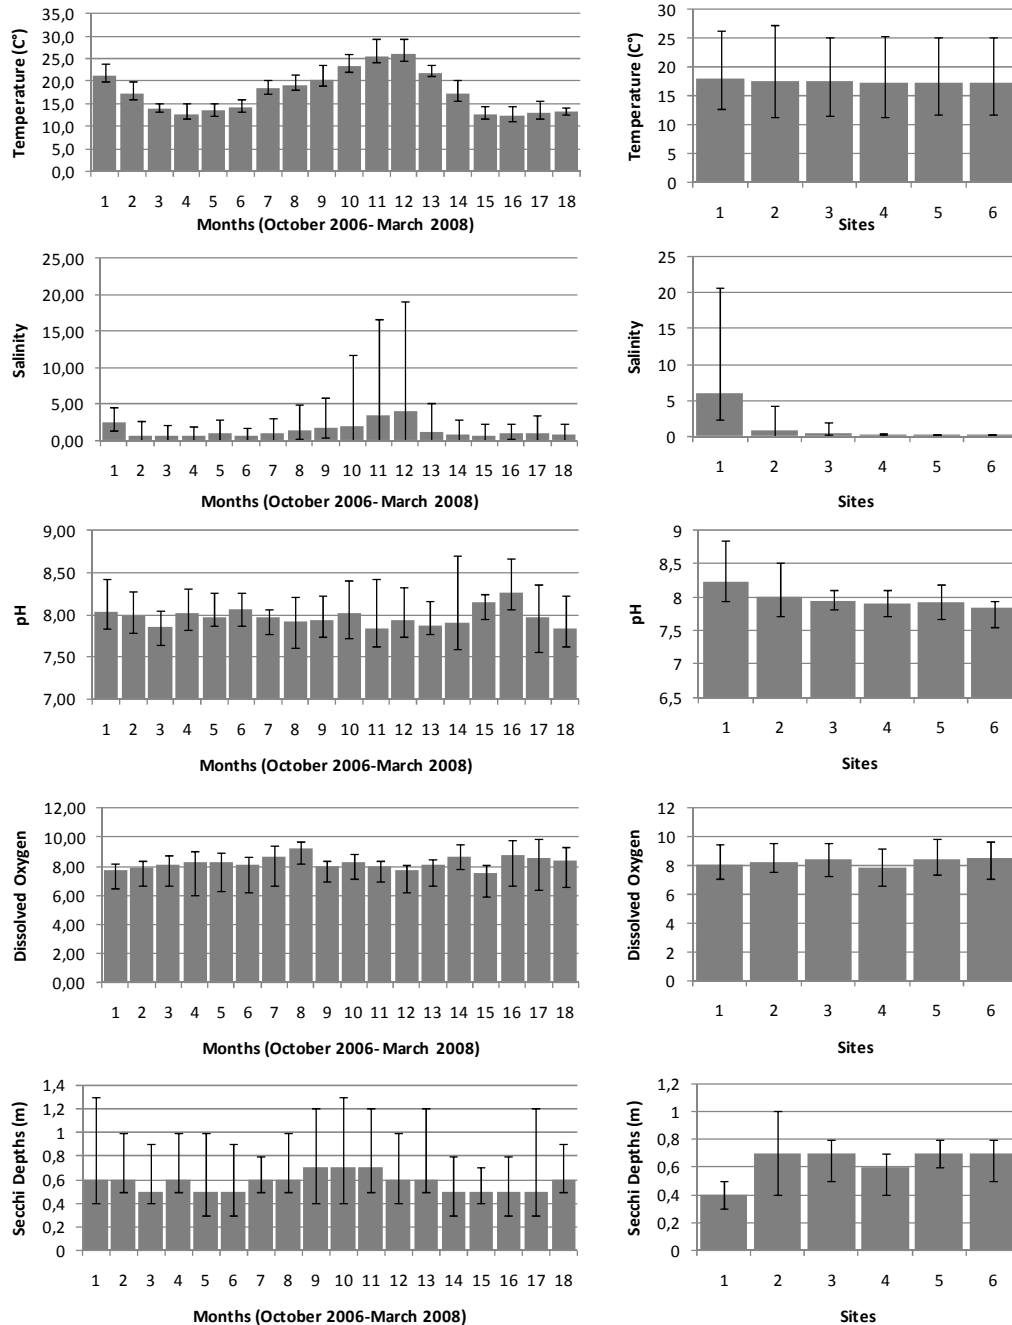 Temperature (C°)
35,0
30,0
25,0
20,0
15,0
10,0
5,0
0,0
1 2 3 4 5 6 7 8 9 10 11 12 13 14 15 16 17 18
Months (October 2006- March 2008)
Temperature (C°)
30
25
20
15
10
5
0
1 2 3 4 5 6
Sites
Salinity
25,00
20,00
15,00
10,00
5,00
0,00
1 2 3 4 5 6 7 8 9 10 11 12 13 14 15 16 17 18
Months (October 2006- March 2008)
Salinity
25
20
15
10
5
0
1 2 3 4 5 6
Sites
pH
9,00
8,50
8,00
7,50
7,00
1 2 3 4 5 6 7 8 9 10 11 12 13 14 15 16 17 18
Months (October 2006-March 2008)
pH
9
8,5
8
7,5
7
6,5
1 2 3 4 5 6
Sites
Dissolved Oxygen
12,00
10,00
8,00
6,00
4,00
2,00
0,00
1 2 3 4 5 6 7 8 9 10 11 12 13 14 15 16 17 18
Months (October 2006- March 2008)
Dissolved Oxygen
12
10
8
6
4
2
0
1 2 3 4 5 6
Sites
Secchi Depths (m)
1,4
1,2
1
0,8
0,6
0,4
0,2
0
1 2 3 4 5 6 7 8 9 10 11 12 13 14 15 16 17 18
Months (October 2006-March 2008)
Secchi Depths (m)
1,2
1
0,8
0,6
0,4
0,2
0
1 2 3 4 5 6
Sites